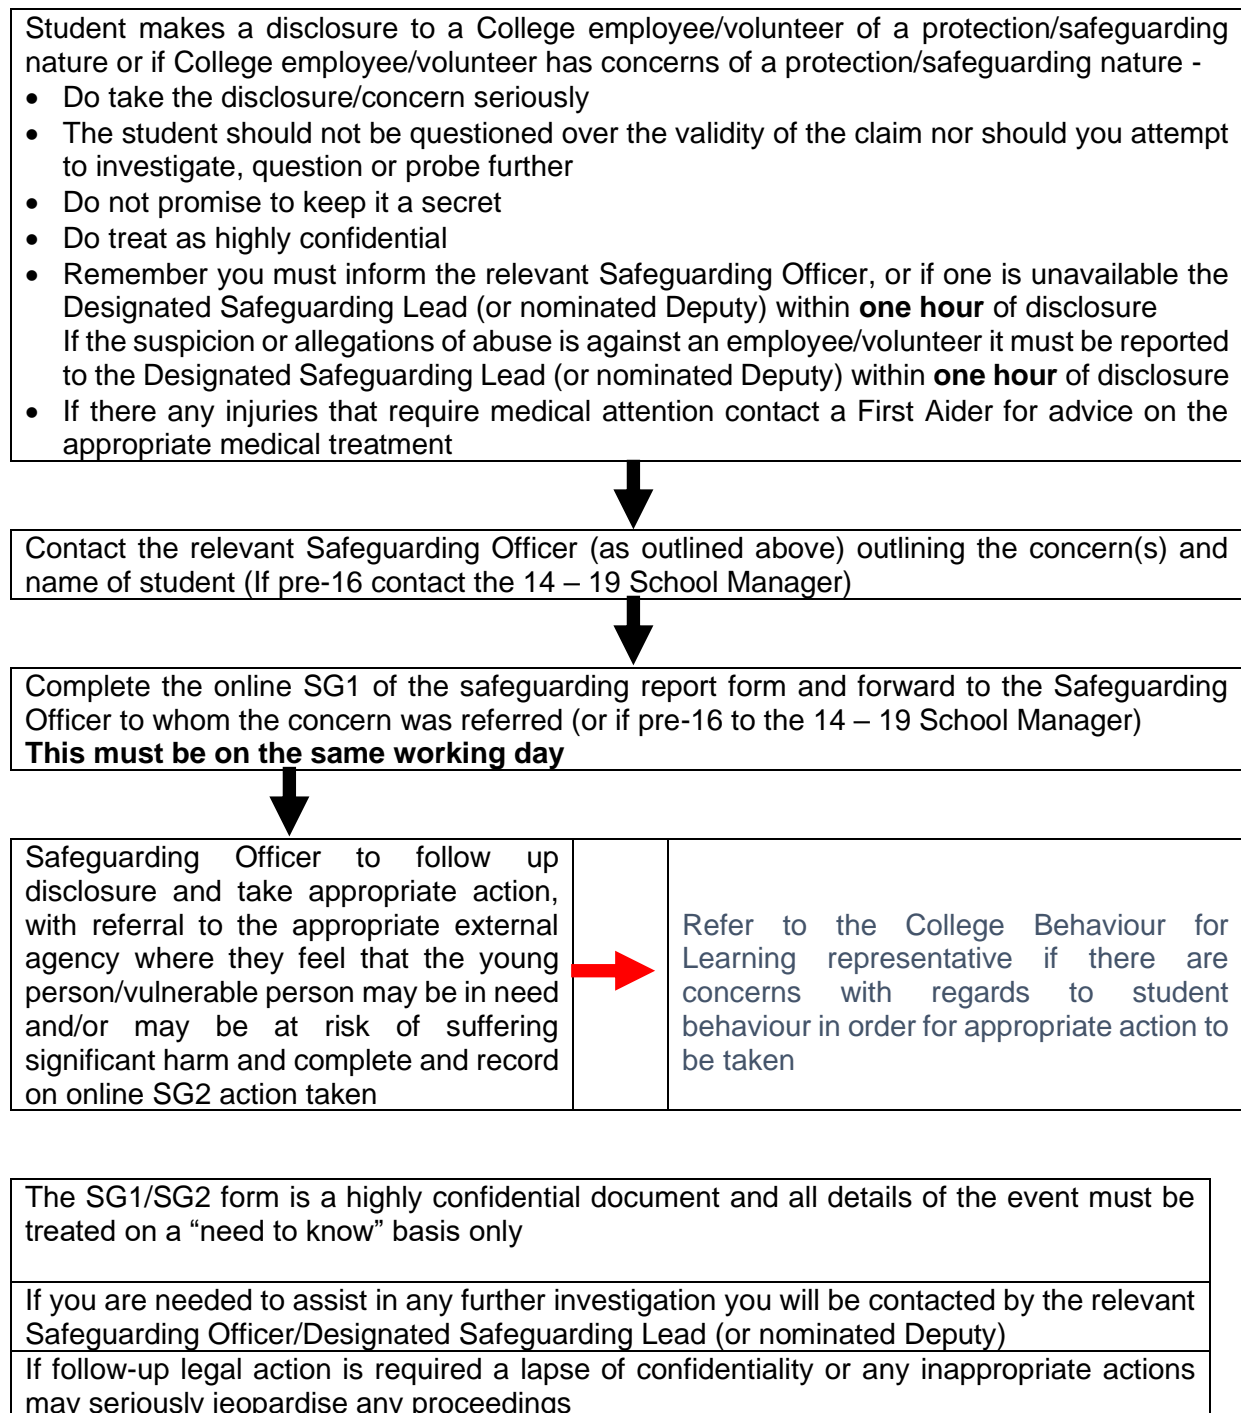 Student makes a disclosure to a College employee/volunteer of a protection/safeguarding
nature or if College employee/volunteer has concerns of a protection/safeguarding nature -
• Do take the disclosure/concern seriously
• The student should not be questioned over the validity of the claim nor should you attempt
to investigate, question or probe further
• Do not promise to keep it a secret
• Do treat as highly confidential
• Remember you must inform the relevant Safeguarding Officer, or if one is unavailable the
Designated Safeguarding Lead (or nominated Deputy) within one hour of disclosure
If the suspicion or allegations of abuse is against an employee/volunteer it must be reported
to the Designated Safeguarding Lead (or nominated Deputy) within one hour of disclosure
• If there any injuries that require medical attention contact a First Aider for advice on the
appropriate medical treatment
Contact the relevant Safeguarding Officer (as outlined above) outlining the concern(s) and
name of student (If pre-16 contact the 14 – 19 School Manager)
Complete the online SG1 of the safeguarding report form and forward to the Safeguarding
Officer to whom the concern was referred (or if pre-16 to the 14 – 19 School Manager)
This must be on the same working day
Safeguarding Officer to follow up
disclosure and take appropriate action,
with referral to the appropriate external
agency where they feel that the young
person/vulnerable person may be in need
and/or may be at risk of suffering
significant harm and complete and record
on online SG2 action taken
Refer to the College Behaviour for
Learning representative if there are
concerns with regards to student
behaviour in order for appropriate action to
be taken
The SG1/SG2 form is a highly confidential document and all details of the event must be
treated on a “need to know” basis only
If you are needed to assist in any further investigation you will be contacted by the relevant
Safeguarding Officer/Designated Safeguarding Lead (or nominated Deputy)
If follow-up legal action is required a lapse of confidentiality or any inappropriate actions
may seriously jeopardise any proceedings